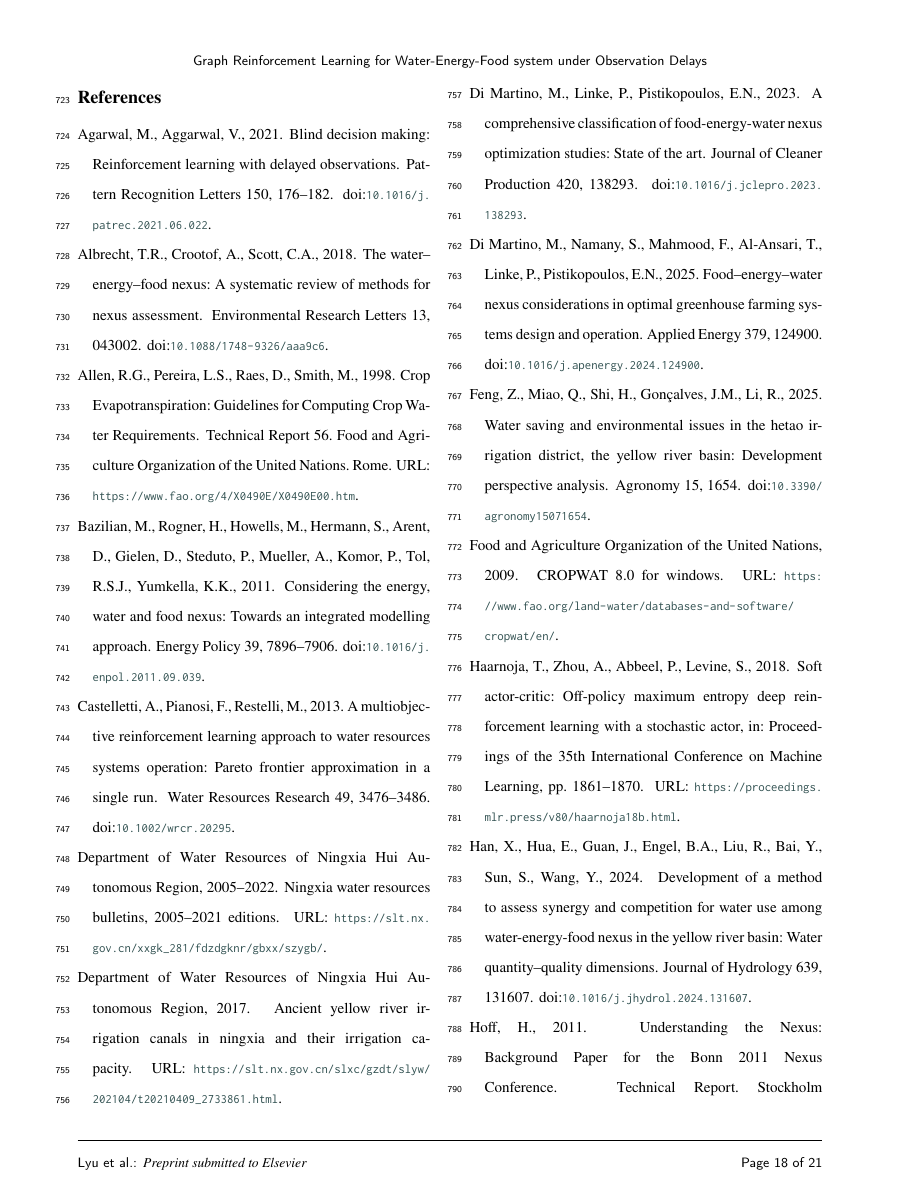 Graph Reinforcement Learning for Water-Energy-Food system under Observation Delays
723 References
724 Agarwal, M., Aggarwal, V., 2021. Blind decision making:
725 Reinforcement learning with delayed observations. Pat-
726 tern Recognition Letters 150, 176–182. doi:10.1016/j.
727 patrec.2021.06.022.
728 Albrecht, T.R., Crootof, A., Scott, C.A., 2018. The water–
729 energy–food nexus: A systematic review of methods for
730 nexus assessment. Environmental Research Letters 13,
731 043002. doi:10.1088/1748-9326/aaa9c6.
732 Allen, R.G., Pereira, L.S., Raes, D., Smith, M., 1998. Crop
733 Evapotranspiration: Guidelines for Computing Crop Wa-
734 ter Requirements. Technical Report 56. Food and Agri-
735 culture Organization of the United Nations. Rome. URL:
736 https://www.fao.org/4/X0490E/X0490E00.htm.
737 Bazilian, M., Rogner, H., Howells, M., Hermann, S., Arent,
738 D., Gielen, D., Steduto, P., Mueller, A., Komor, P., Tol,
739 R.S.J., Yumkella, K.K., 2011. Considering the energy,
740 water and food nexus: Towards an integrated modelling
741 approach. Energy Policy 39, 7896–7906. doi:10.1016/j.
742 enpol.2011.09.039.
743 Castelletti, A., Pianosi, F., Restelli, M., 2013. A multiobjec-
744 tive reinforcement learning approach to water resources
745 systems operation: Pareto frontier approximation in a
746 single run. Water Resources Research 49, 3476–3486.
747 doi:10.1002/wrcr.20295.
748 Department of Water Resources of Ningxia Hui Au-
749 tonomous Region, 2005–2022. Ningxia water resources
750 bulletins, 2005–2021 editions. URL: https://slt.nx.
751 gov.cn/xxgk_281/fdzdgknr/gbxx/szygb/.
752 Department of Water Resources of Ningxia Hui Au-
753 tonomous Region, 2017. Ancient yellow river ir-
754 rigation canals in ningxia and their irrigation ca-
755 pacity. URL: https://slt.nx.gov.cn/slxc/gzdt/slyw/
756 202104/t20210409_2733861.html.
757 Di Martino, M., Linke, P., Pistikopoulos, E.N., 2023. A
758 comprehensive classification of food-energy-water nexus
759 optimization studies: State of the art. Journal of Cleaner
760 Production 420, 138293. doi:10.1016/j.jclepro.2023.
761 138293.
762 Di Martino, M., Namany, S., Mahmood, F., Al-Ansari, T.,
763 Linke, P., Pistikopoulos, E.N., 2025. Food–energy–water
764 nexus considerations in optimal greenhouse farming sys-
765 tems design and operation. Applied Energy 379, 124900.
766 doi:10.1016/j.apenergy.2024.124900.
767 Feng, Z., Miao, Q., Shi, H., Gonçalves, J.M., Li, R., 2025.
768 Water saving and environmental issues in the hetao ir-
769 rigation district, the yellow river basin: Development
770 perspective analysis. Agronomy 15, 1654. doi:10.3390/
771 agronomy15071654.
772 Food and Agriculture Organization of the United Nations,
773 2009. CROPWAT 8.0 for windows. URL: https:
774 //www.fao.org/land-water/databases-and-software/
775 cropwat/en/.
776 Haarnoja, T., Zhou, A., Abbeel, P., Levine, S., 2018. Soft
777 actor-critic: Off-policy maximum entropy deep rein-
778 forcement learning with a stochastic actor, in: Proceed-
779 ings of the 35th International Conference on Machine
780 Learning, pp. 1861–1870. URL: https://proceedings.
781 mlr.press/v80/haarnoja18b.html.
782 Han, X., Hua, E., Guan, J., Engel, B.A., Liu, R., Bai, Y.,
783 Sun, S., Wang, Y., 2024. Development of a method
784 to assess synergy and competition for water use among
785 water-energy-food nexus in the yellow river basin: Water
786 quantity–quality dimensions. Journal of Hydrology 639,
787 131607. doi:10.1016/j.jhydrol.2024.131607.
788 Hoff, H., 2011. Understanding the Nexus:
789 Background Paper for the Bonn 2011 Nexus
790 Conference. Technical Report. Stockholm
Lyu et al.: Preprint submitted to Elsevier
Page 18 of 21